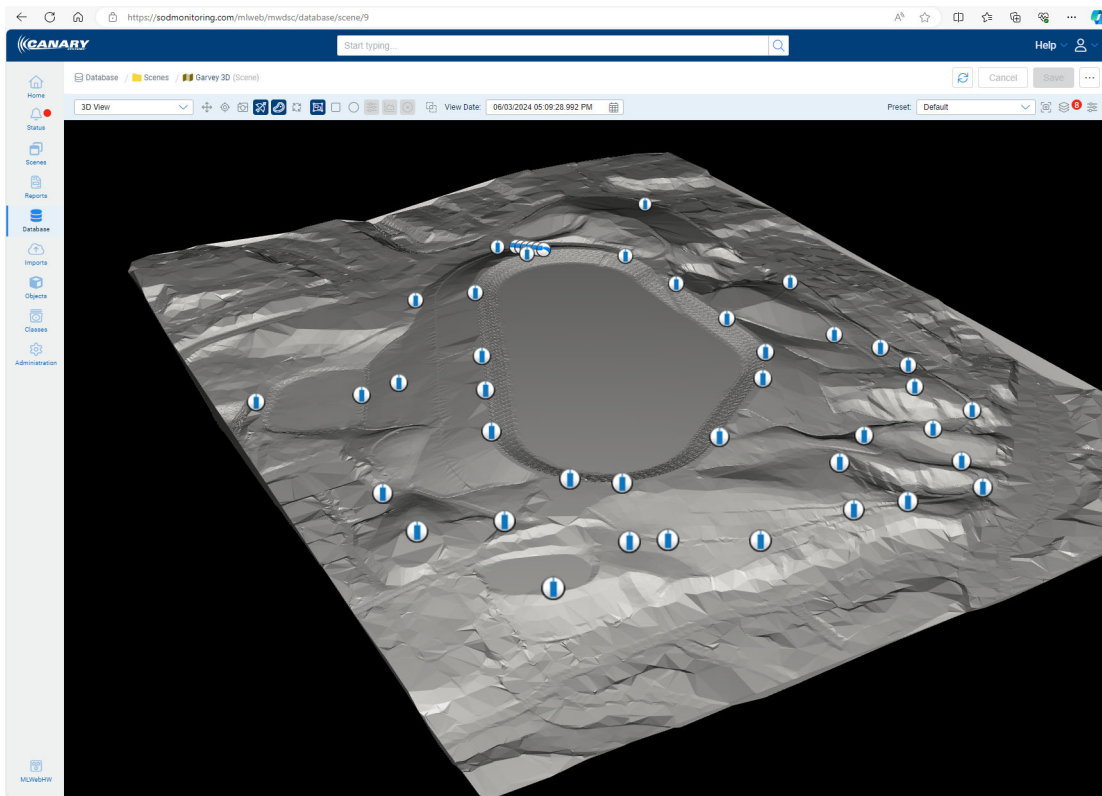 https://sodmonitoring.com/mlweb/mwdsc/database/scene/9
CANARY
Start typing...
Help
Database / Scenes / Garvey 3D (Scene)
Cancel
Save
3D View
View Date:
06/03/2024 05:09:28.992 PM
Preset:
Default
8
Home
Status
Scenes
Reports
Database
Imports
Objects
Classes
Administration
MLWebHW